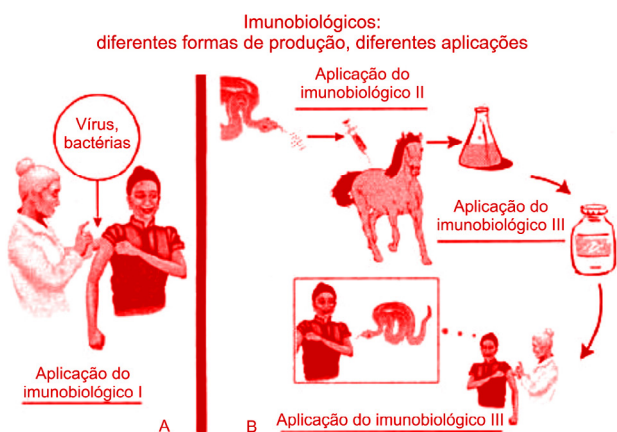 Imunobiológicos:
diferentes formas de produção, diferentes aplicações
Vírus,
bactérias
Aplicação do
imunobiológico I
A
Aplicação do
imunobiológico II
Aplicação do
imunobiológico III
B
Aplicação do imunobiológico III